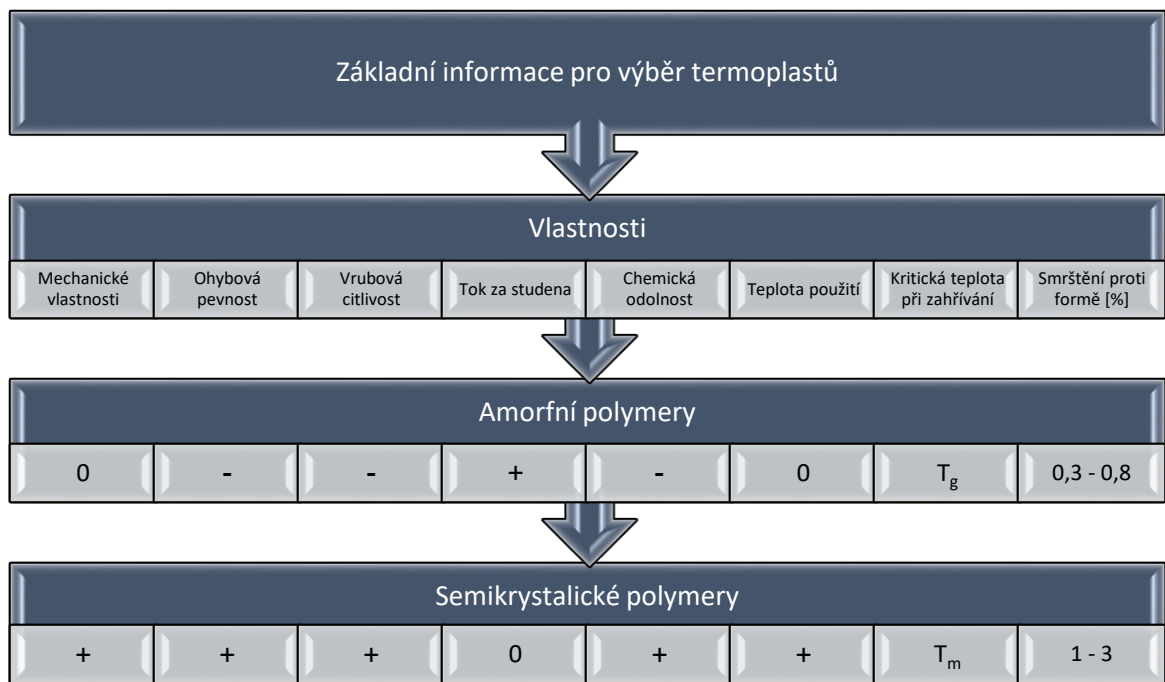 Základní informace pro výběr termoplastů
Vlastnosti
Mechanické
vlastnosti
Ohybová
pevnost
Vrubová
citlivost
Tok za studena
Chemická
odolnost
Teplota použití
Kritická teplota
při zahřívání
Smrštění proti
formě [%]
Amorfní polymery
0
-
-
+
-
0
Tg
0,3 - 0,8
Semikrystalické polymery
+
+
+
0
+
+
Tm
1 - 3